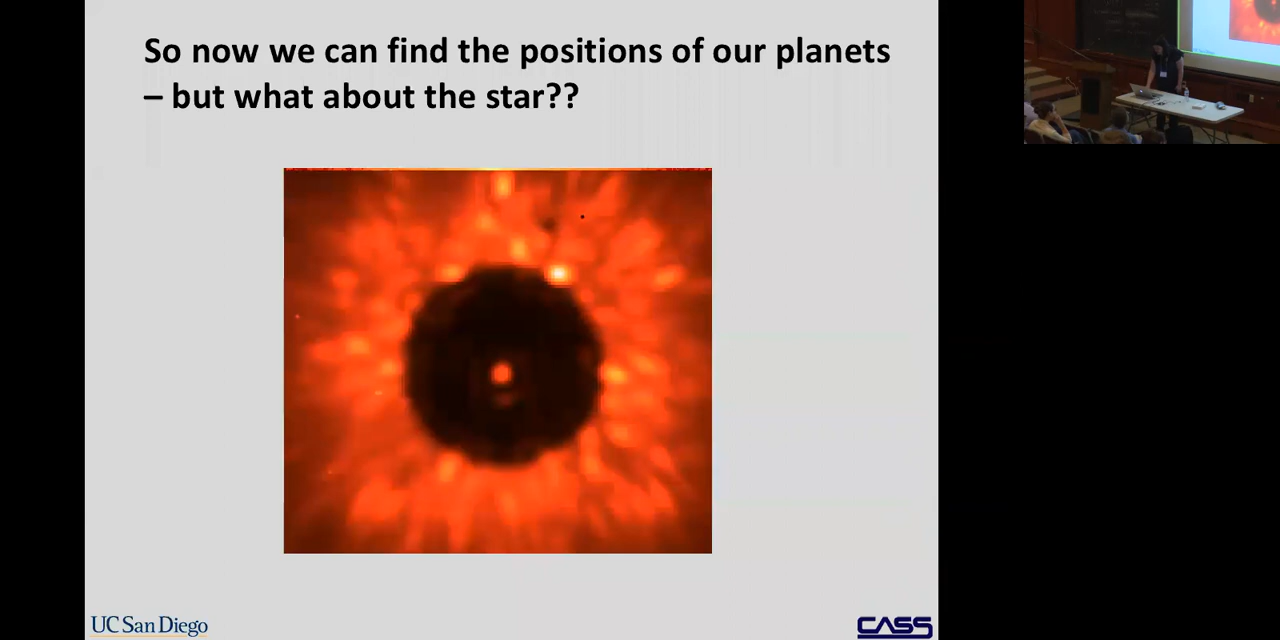 So now we can find the positions of our planets
– but what about the star??
UC San Diego
CASS